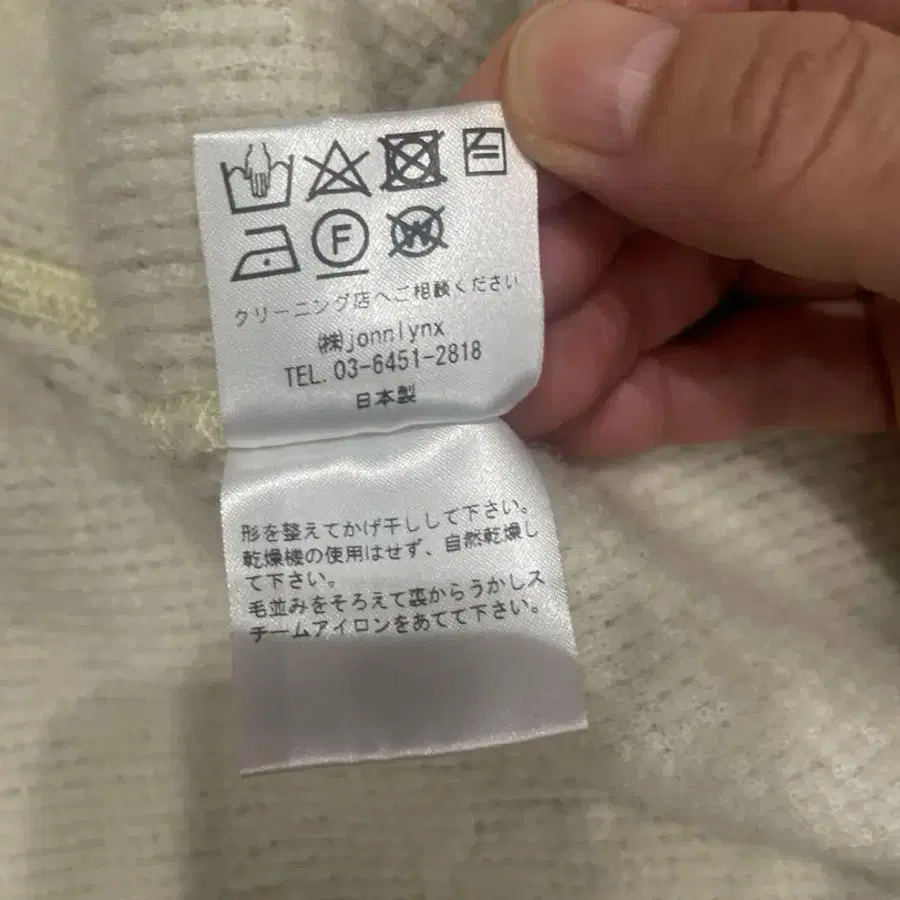 F
W
クリーニング店へご相談ください
㈱jonnlynx
TEL. 03-6451-2818
日本製
形を整えてかげ干しして下さい。
乾燥機の使用はせず、自然乾燥し
て下さい。
毛並みをそろえて裏からうかしス
チームアイロンをあてて下さい。